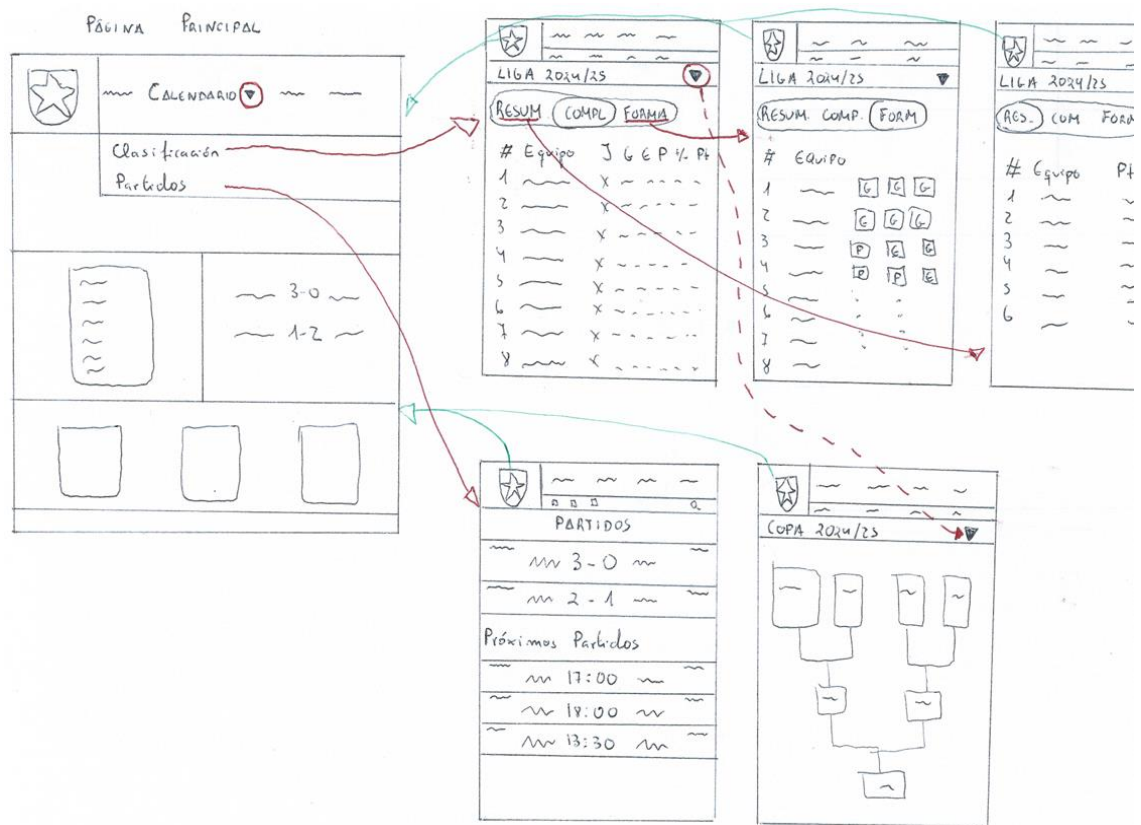 PÁGINA PRINCIPAL
CALENDARIO
Clasificación
Partidos
3-0
1-2
LIGA 2024/25
RESUM COMPL FORMA
# Equipo J G E P % Pt
1 X
2 X
3 X
4 X
5 X
6 X
7 X
8 X
LIGA 2024/25
RESUM. COMP. FORM
# EQUIPO
1 G G G
2 E G G
3 P E G
4 P P E
5
6
7
8
LIGA 2024/25
RES. COM FORM
# Equipo Pt
1
2
3
4
5
6
PARTIDOS
3-0
2-1
Próximos Partidos
17:00
18:00
13:30
COPA 2024/25